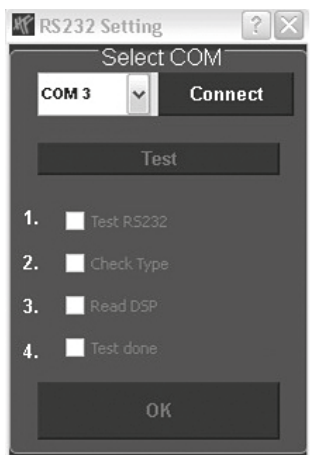 RS232 Setting ?
Select COM
COM 3 Connect
Test
1. Test RS232
2. Check Type
3. Read DSP
4. Test done
OK